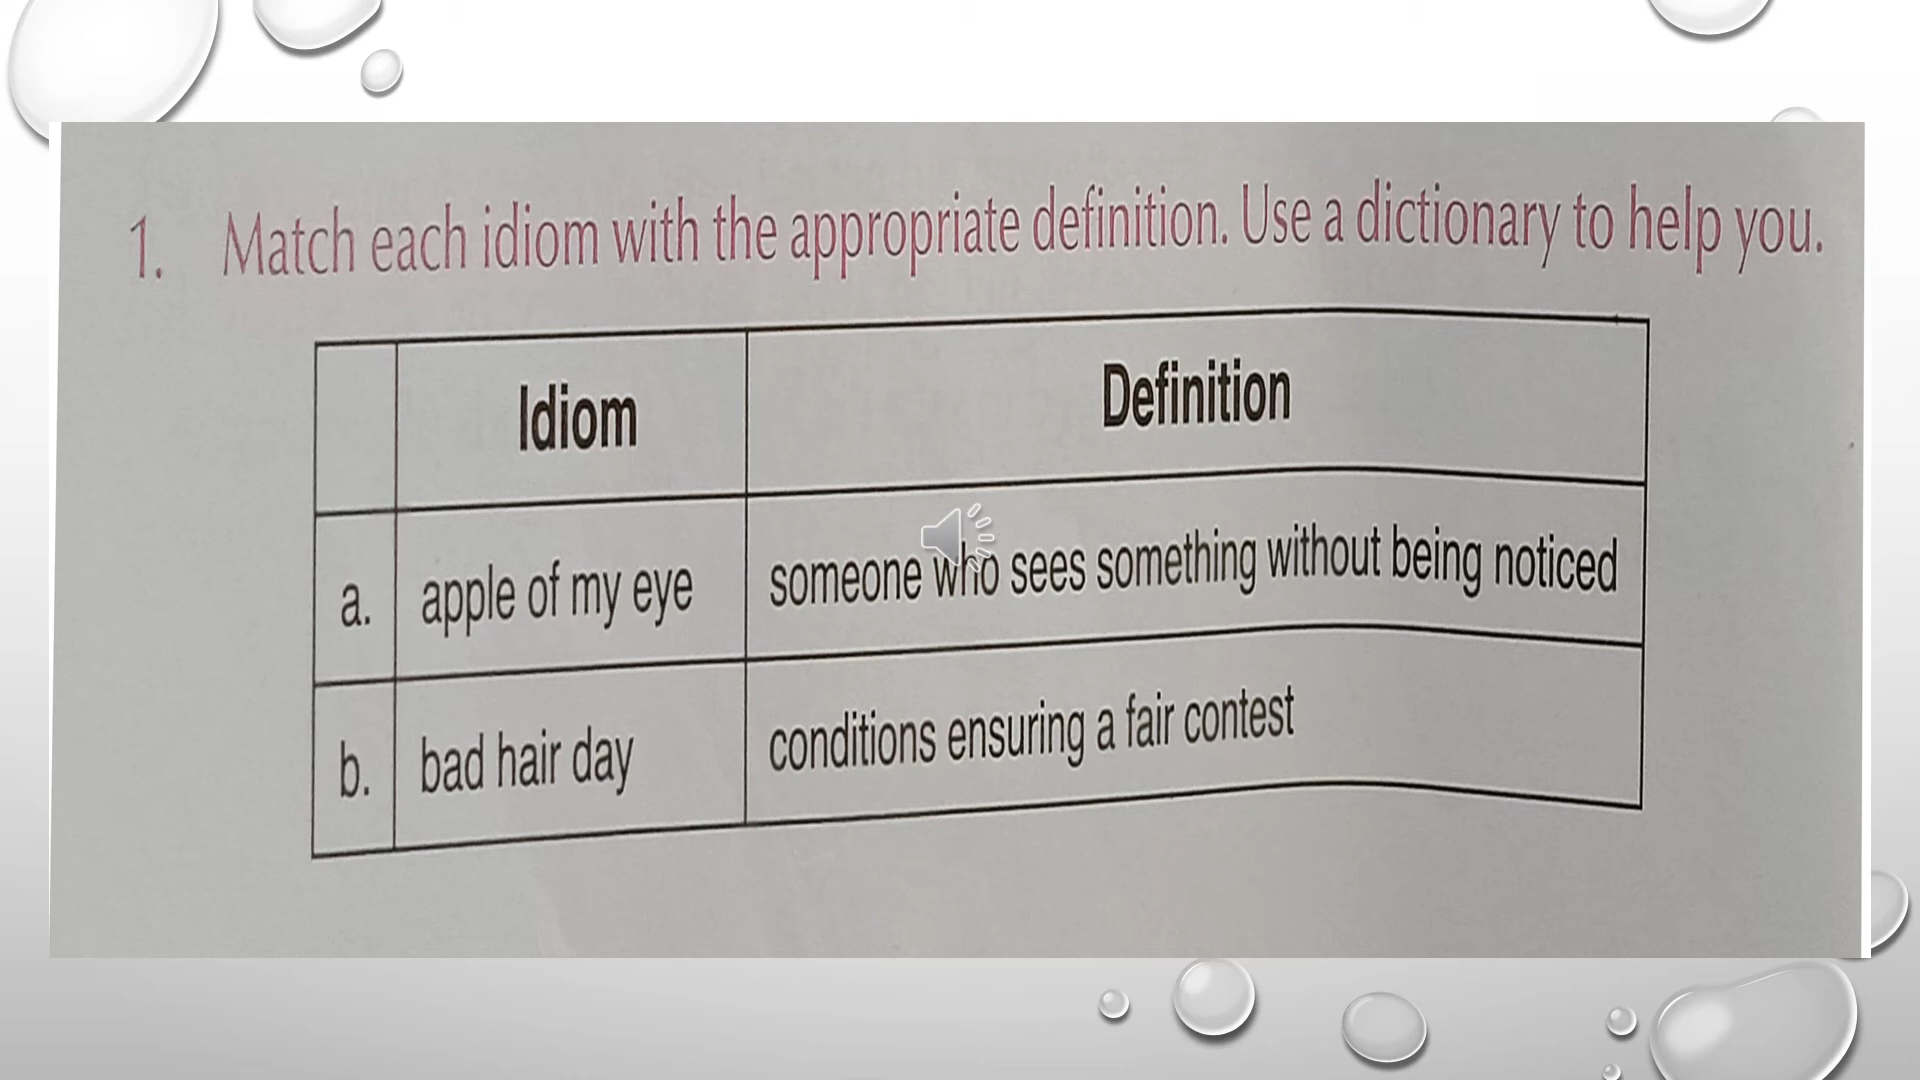 1. Match each idiom with the appropriate definition. Use a dictionary to help you.
Idiom Definition
a. apple of my eye someone who sees something without being noticed
b. bad hair day conditions ensuring a fair contest